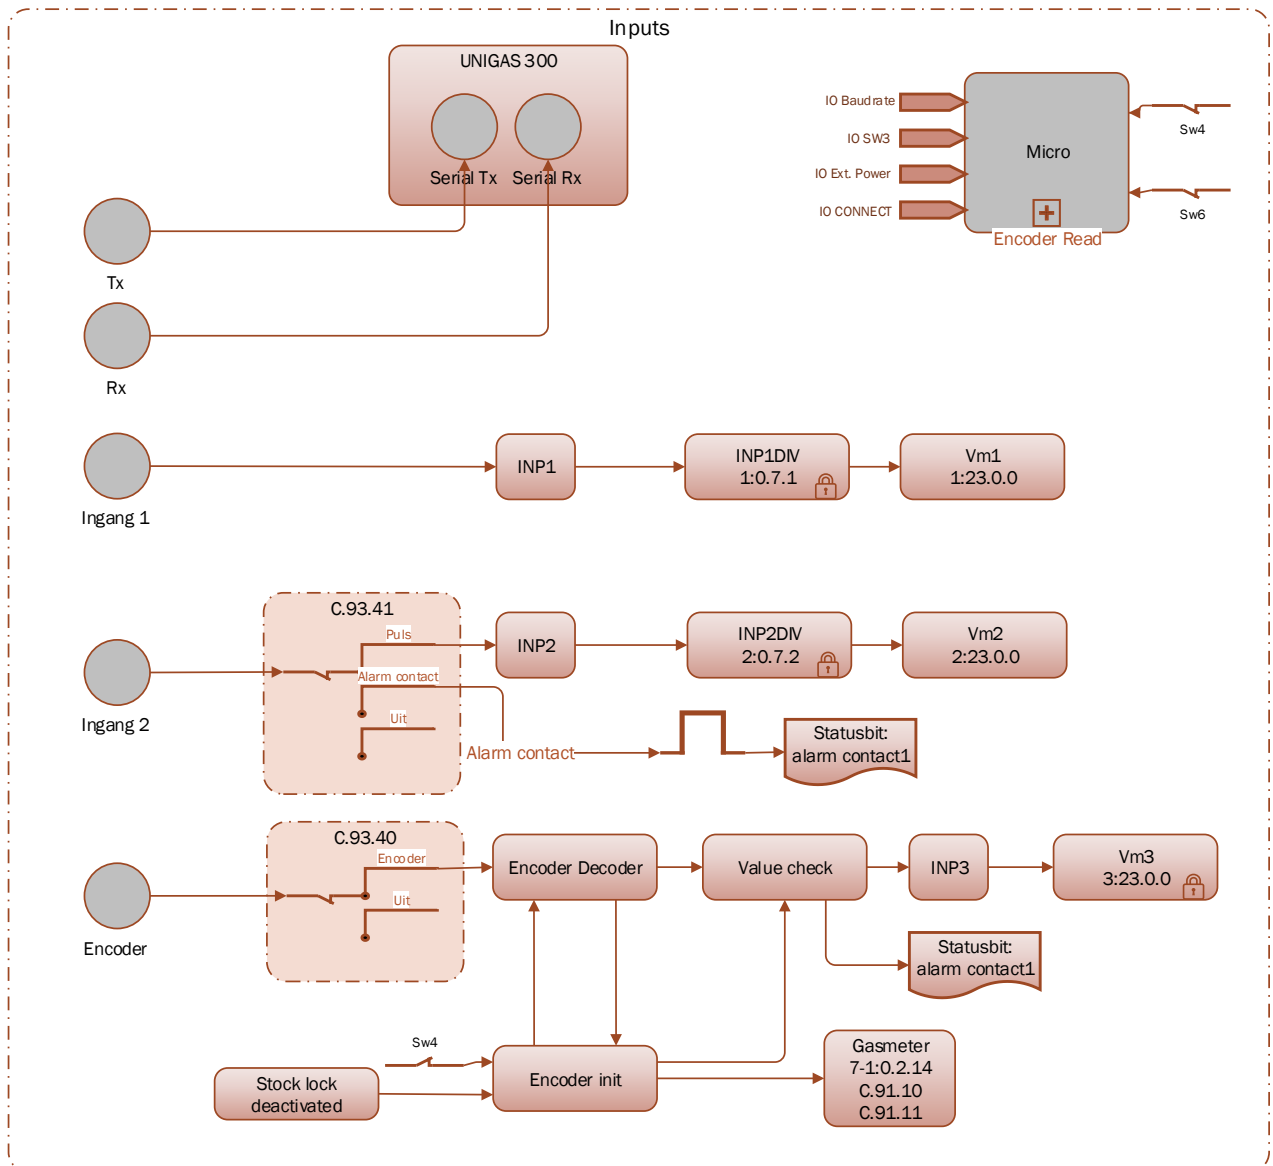 Inputs
UNIGAS 300
Serial Tx
Serial Rx
IO Baudrate
IO SW3
IO Ext. Power
IO CONNECT
Micro
Encoder Read
Sw4
Sw6
Tx
Rx
Ingang 1
INP1
INP1DIV
1:0.7.1
Vm1
1:23.0.0
Ingang 2
C.93.41
Puls
Alarm contact
Uit
INP2
INP2DIV
2:0.7.2
Vm2
2:23.0.0
Alarm contact
Statusbit:
alarm contact1
Encoder
C.93.40
Encoder
Uit
Encoder Decoder
Value check
INP3
Vm3
3:23.0.0
Statusbit:
alarm contact1
Sw4
Stock lock
deactivated
Encoder init
Gasmeter
7-1:0.2.14
C.91.10
C.91.11